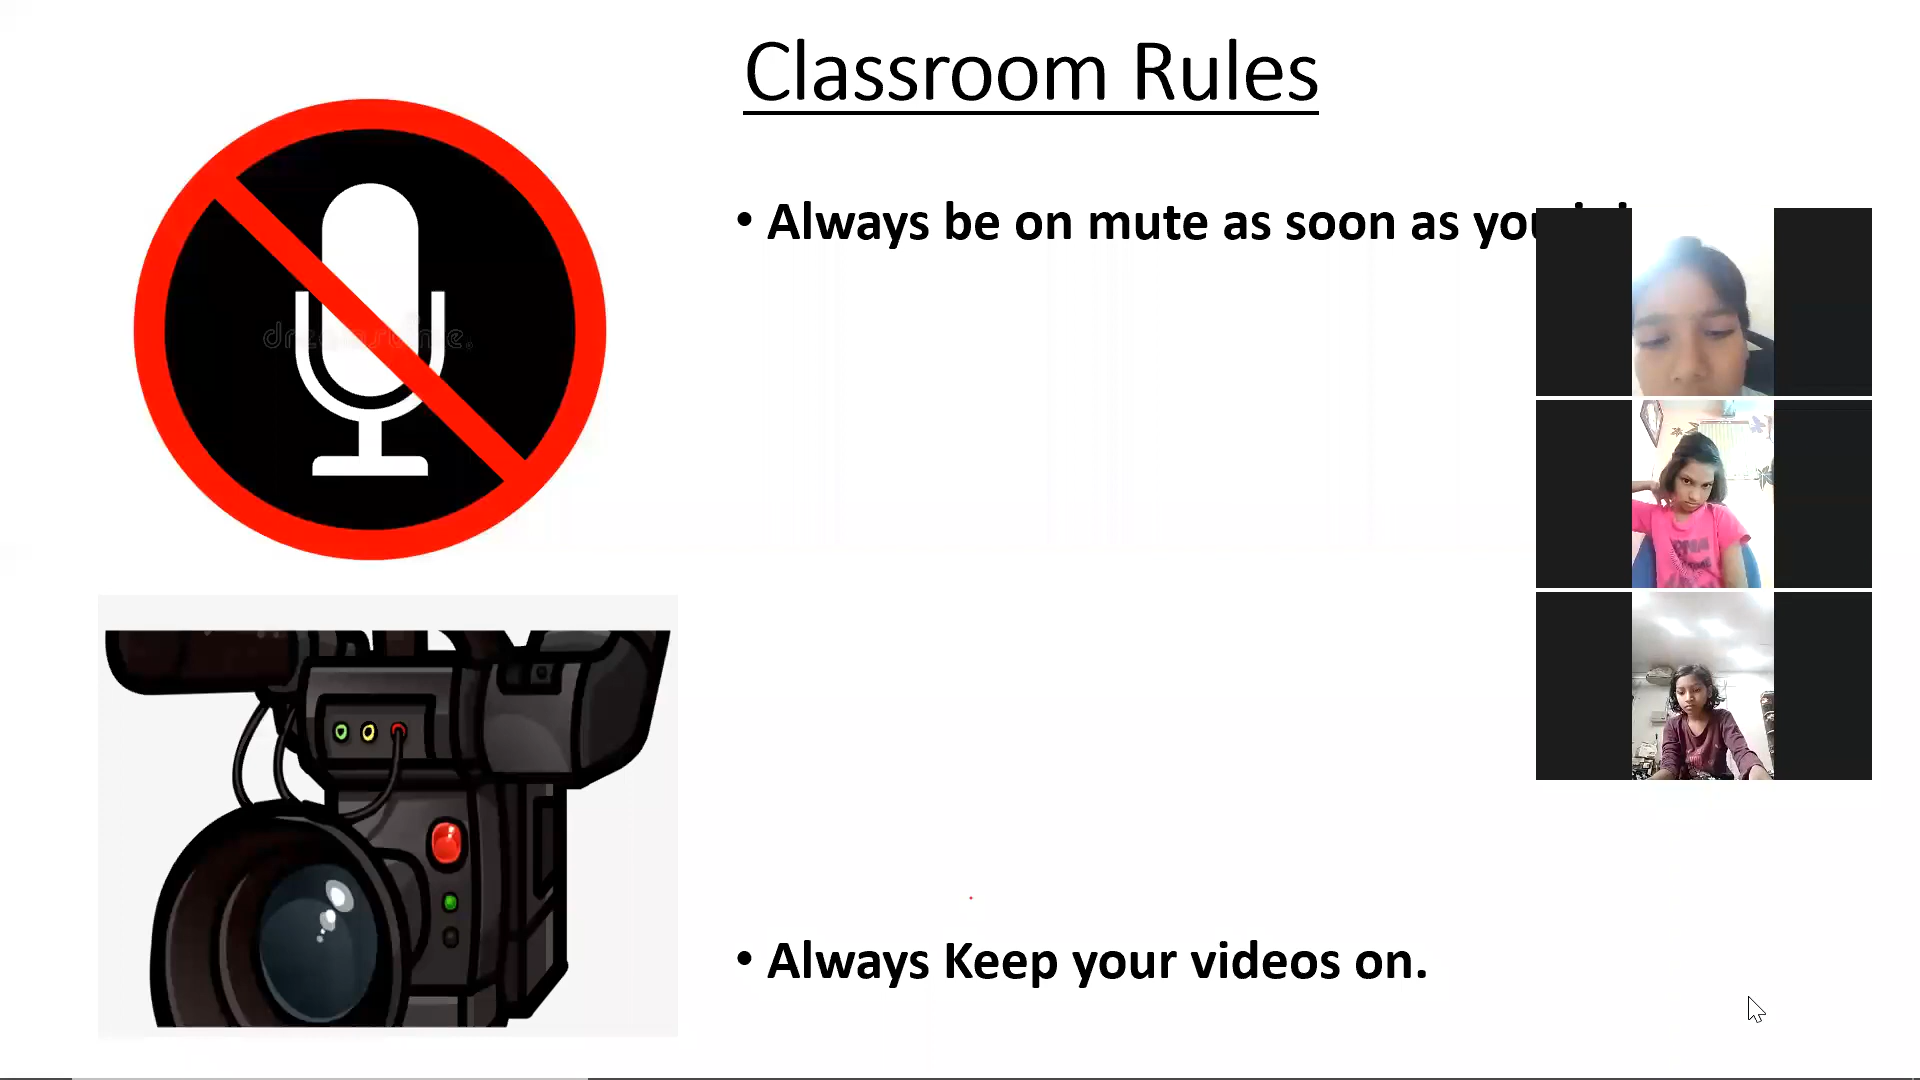 Classroom Rules
• Always be on mute as soon as you
• Always Keep your videos on.